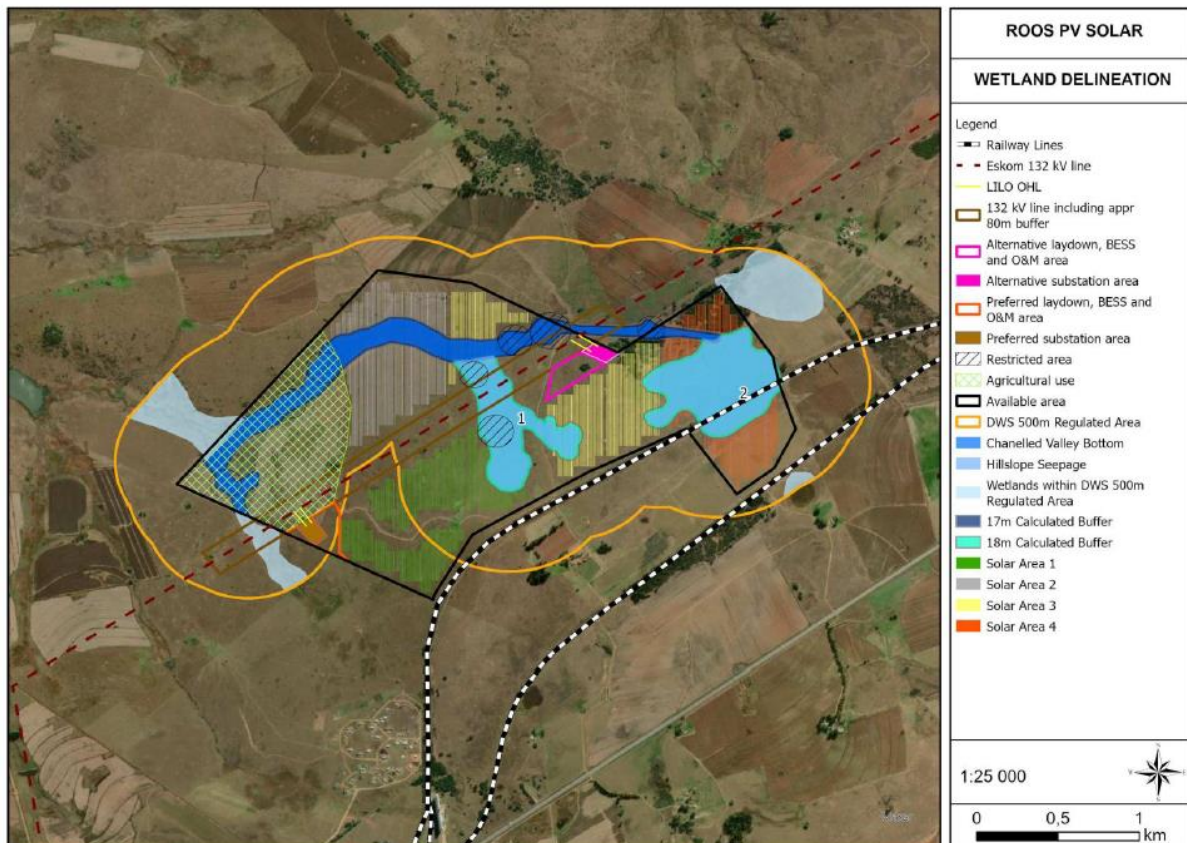 ROOS PV SOLAR
WETLAND DELINEATION
Legend
Railway Lines
Eskom 132 kV line
LILO OHL
132 kV line including appr
80m buffer
Alternative laydown, BESS
and O&M area
Alternative substation area
Preferred laydown, BESS and
O&M area
Preferred substation area
Restricted area
Agricultural use
Available area
DWS 500m Regulated Area
Chanelled Valley Bottom
Hillslope Seepage
Wetlands within DWS 500m
Regulated Area
17m Calculated Buffer
18m Calculated Buffer
Solar Area 1
Solar Area 2
Solar Area 3
Solar Area 4
1:25 000
0 0,5 1
km
1
2